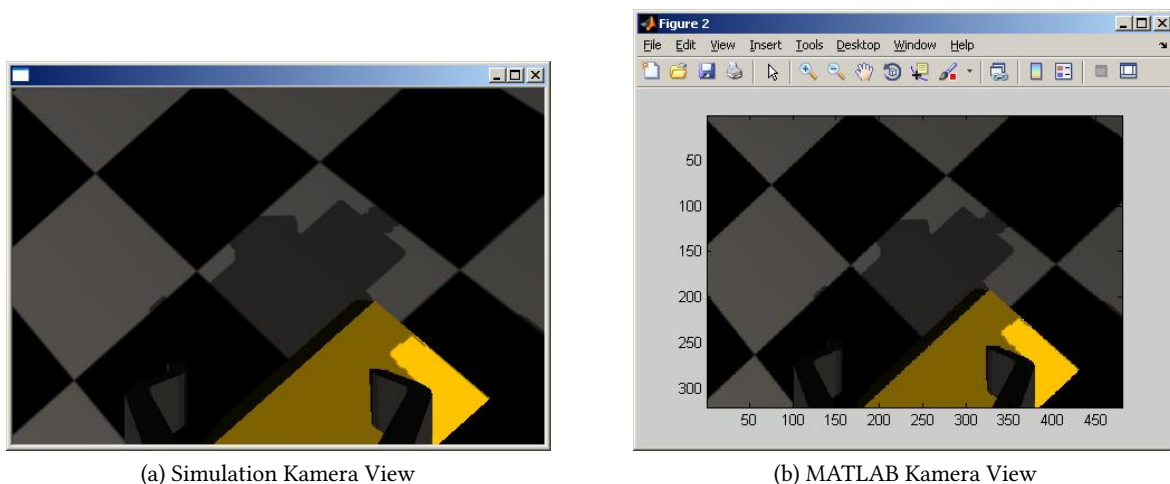 Figure 2
File Edit View Insert Tools Desktop Window Help
50
100
150
200
250
300
50 100 150 200 250 300 350 400 450
(a) Simulation Kamera View
(b) MATLAB Kamera View